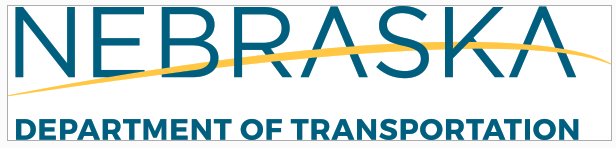 NEBRASKA
DEPARTMENT OF TRANSPORTATION